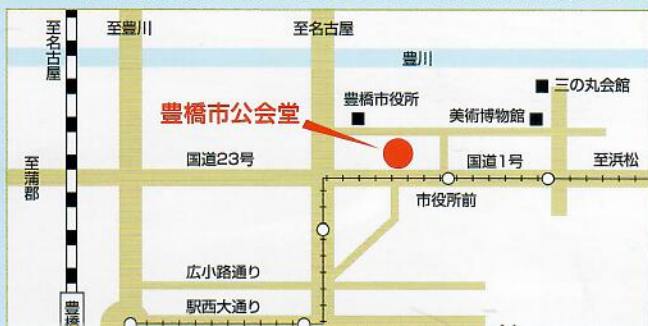 至名古屋
至豊川
至名古屋
豊川
三の丸会館
豊橋市役所
美術博物館
豊橋市公会堂
国道23号
国道1号
至浜松
至蒲郡
市役所前
広小路通り
駅西大通り
豊橋